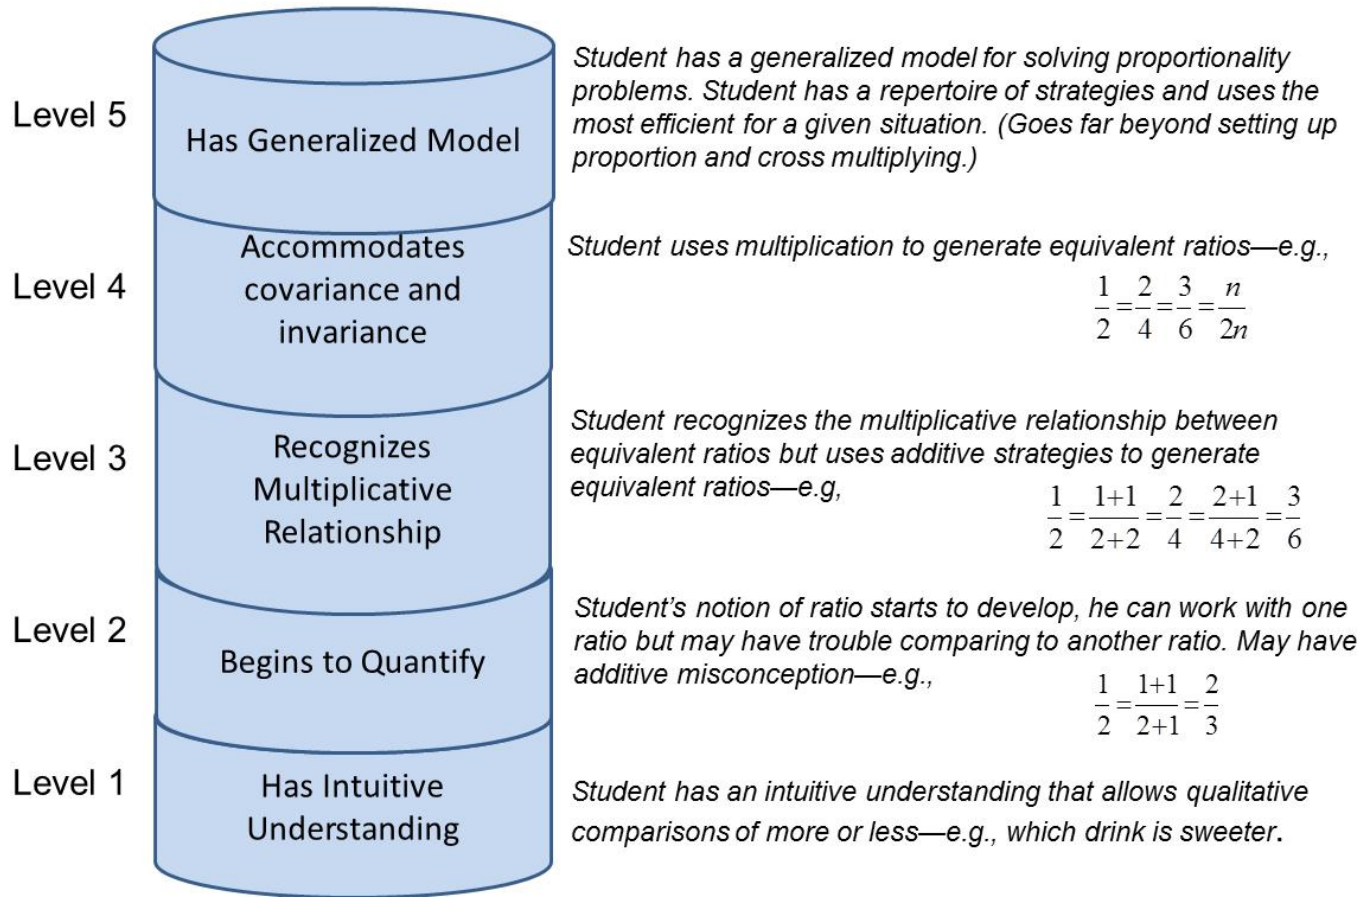 Level 5
Has Generalized Model
Student has a generalized model for solving proportionality
problems. Student has a repertoire of strategies and uses the
most efficient for a given situation. (Goes far beyond setting up
proportion and cross multiplying.)
Level 4
Accommodates
covariance and
invariance
Student uses multiplication to generate equivalent ratios—e.g.,
1/2 = 2/4 = 3/6 = n/2n
Level 3
Recognizes
Multiplicative
Relationship
Student recognizes the multiplicative relationship between
equivalent ratios but uses additive strategies to generate
equivalent ratios—e.g,
1/2 = 1+1/2+2 = 2/4 = 2+1/4+2 = 3/6
Level 2
Begins to Quantify
Student’s notion of ratio starts to develop, he can work with one
ratio but may have trouble comparing to another ratio. May have
additive misconception—e.g.,
1/2 = 1+1/2+1 = 2/3
Level 1
Has Intuitive
Understanding
Student has an intuitive understanding that allows qualitative
comparisons of more or less—e.g., which drink is sweeter.